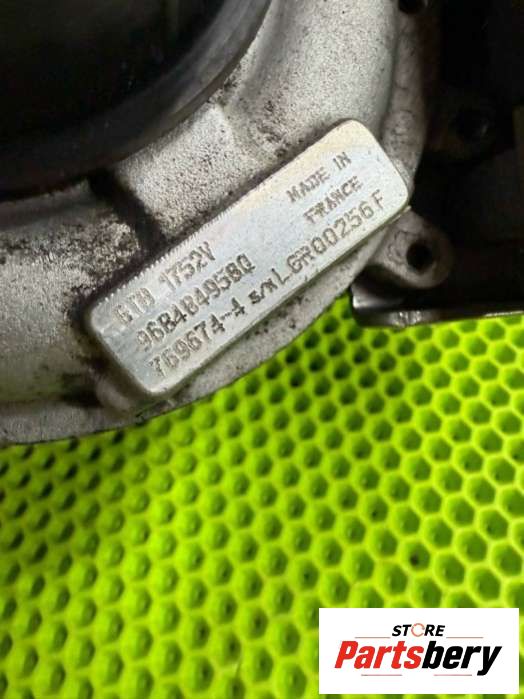 GTB 1752V
MADE IN
FRANCE
9684849580
769674-4 s/n LGR00256F
STORE
Partsbery